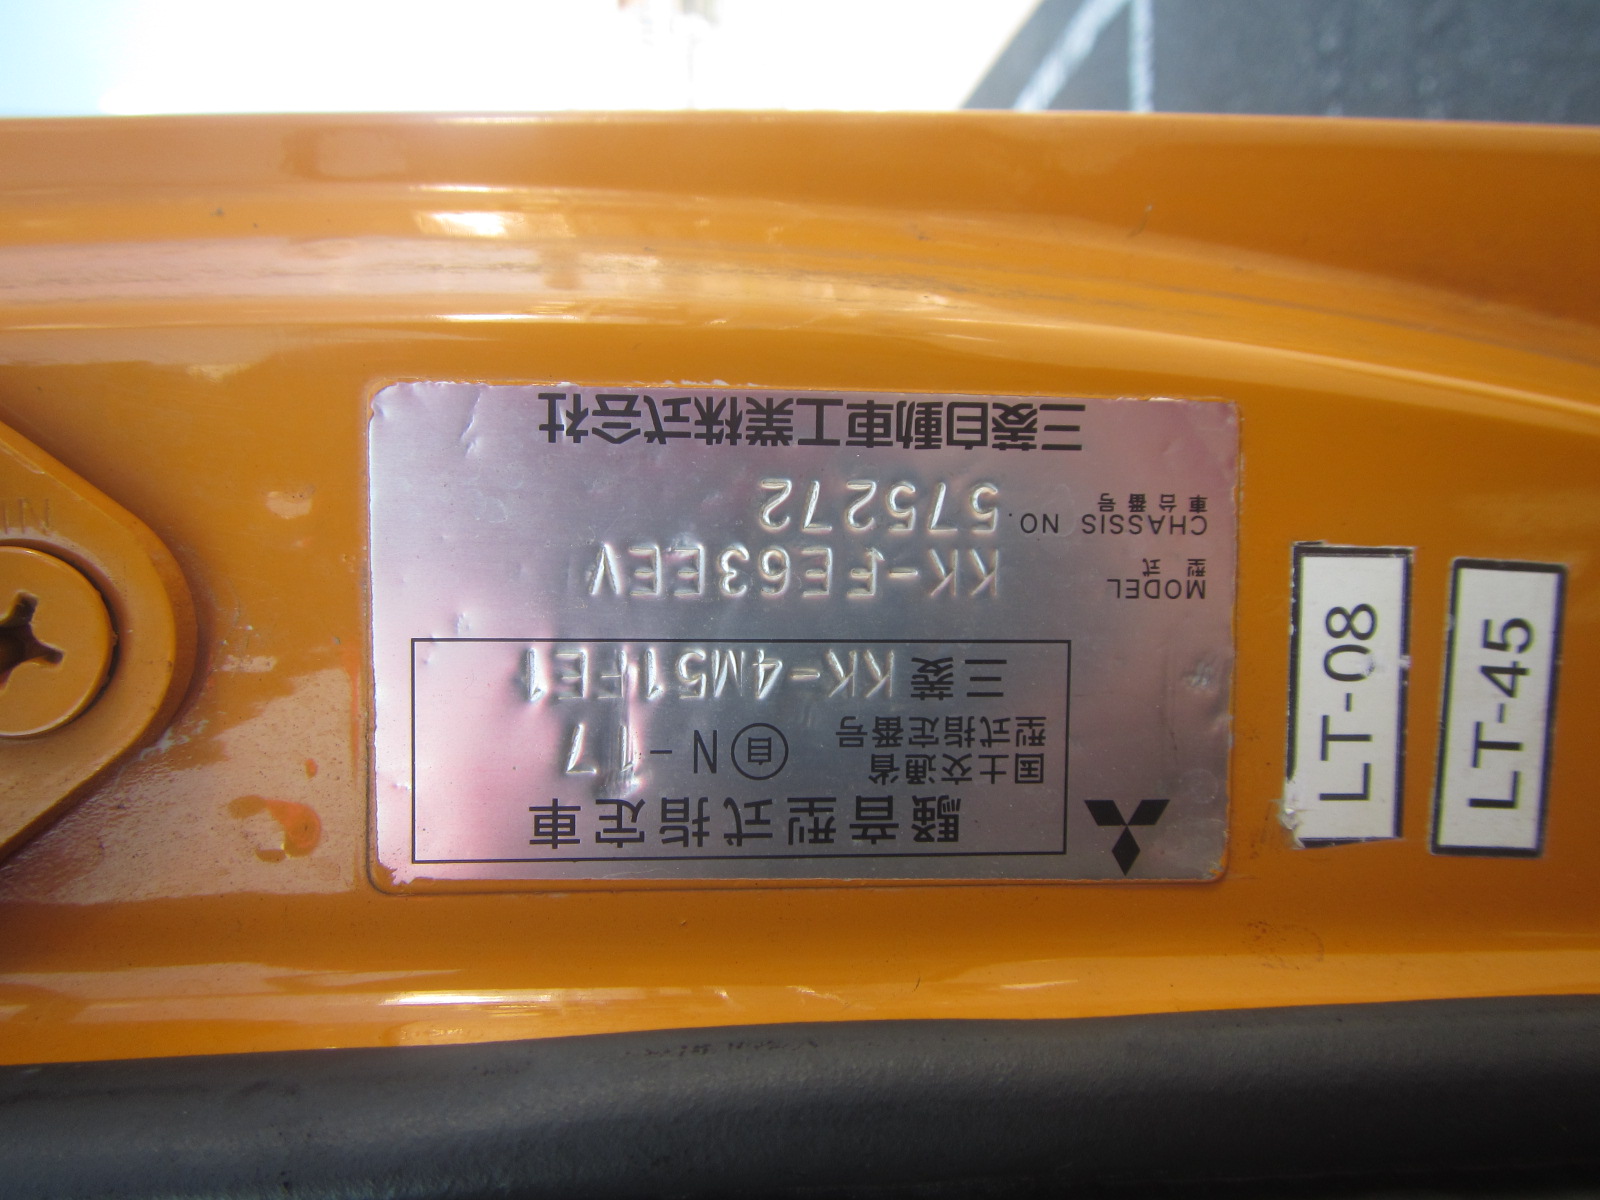 騒音型式指定車
国土交通省
型式指定番号
自 N-17
三菱 KK-4M51FE1
MODEL
型式
KK-FE63EEV
CHASSIS NO.
車台番号
575272
三菱自動車工業株式会社
LT-08
LT-45